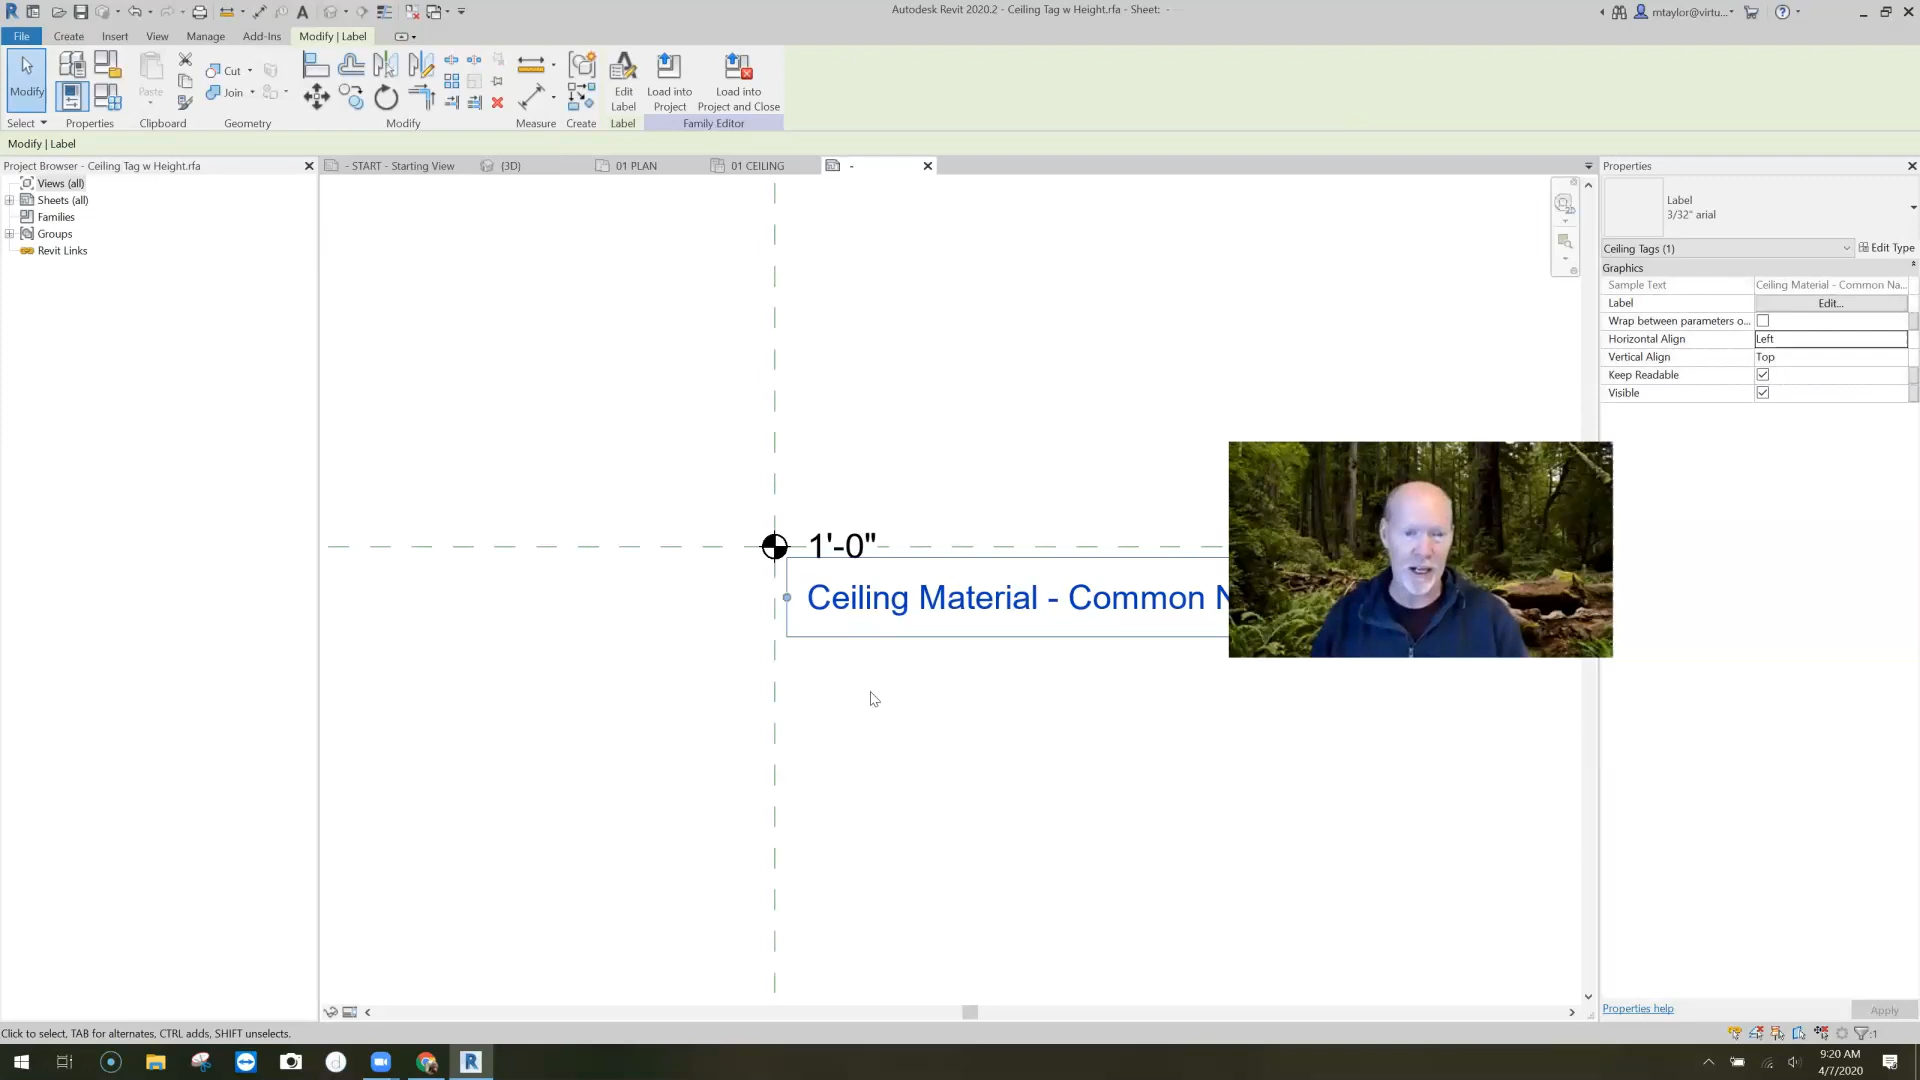 Autodesk Revit 2020.2 - Ceiling Tag w Height.rfa - Sheet: -
mtaylor@virtu...
File
Create
Insert
View
Manage
Add-Ins
Modify | Label
Modify
Paste
Cut
Join
Edit
Label
Load into
Project
Load into
Project and Close
Select
Properties
Clipboard
Geometry
Modify
Measure
Create
Label
Family Editor
Modify | Label
Project Browser - Ceiling Tag w Height.rfa
Views (all)
Sheets (all)
Families
Groups
Revit Links
- START - Starting View
{3D}
01 PLAN
01 CEILING
-
1'-0"
Ceiling Material - Common N
Properties
Label
3/32" arial
Ceiling Tags (1)
Edit Type
Graphics
Sample Text
Ceiling Material - Common Na...
Label
Edit...
Wrap between parameters o...
Horizontal Align
Left
Vertical Align
Top
Keep Readable
Visible
Properties help
Apply
Click to select, TAB for alternates, CTRL adds, SHIFT unselects.
:1
9:20 AM
4/7/2020